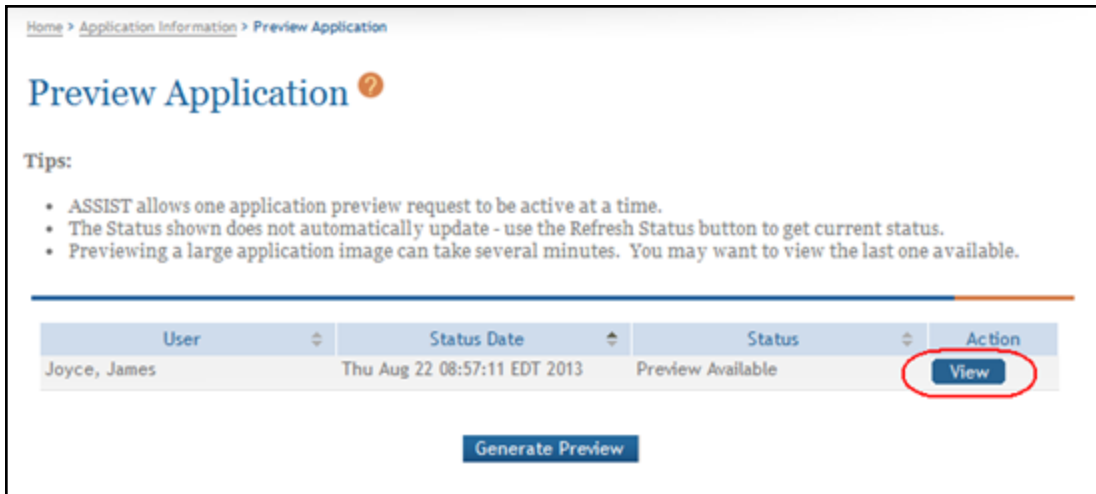 Home > Application Information > Preview Application
Preview Application ?
Tips:
• ASSIST allows one application preview request to be active at a time.
• The Status shown does not automatically update - use the Refresh Status button to get current status.
• Previewing a large application image can take several minutes.  You may want to view the last one available.
User Status Date Status Action
Joyce, James Thu Aug 22 08:57:11 EDT 2013 Preview Available View
Generate Preview